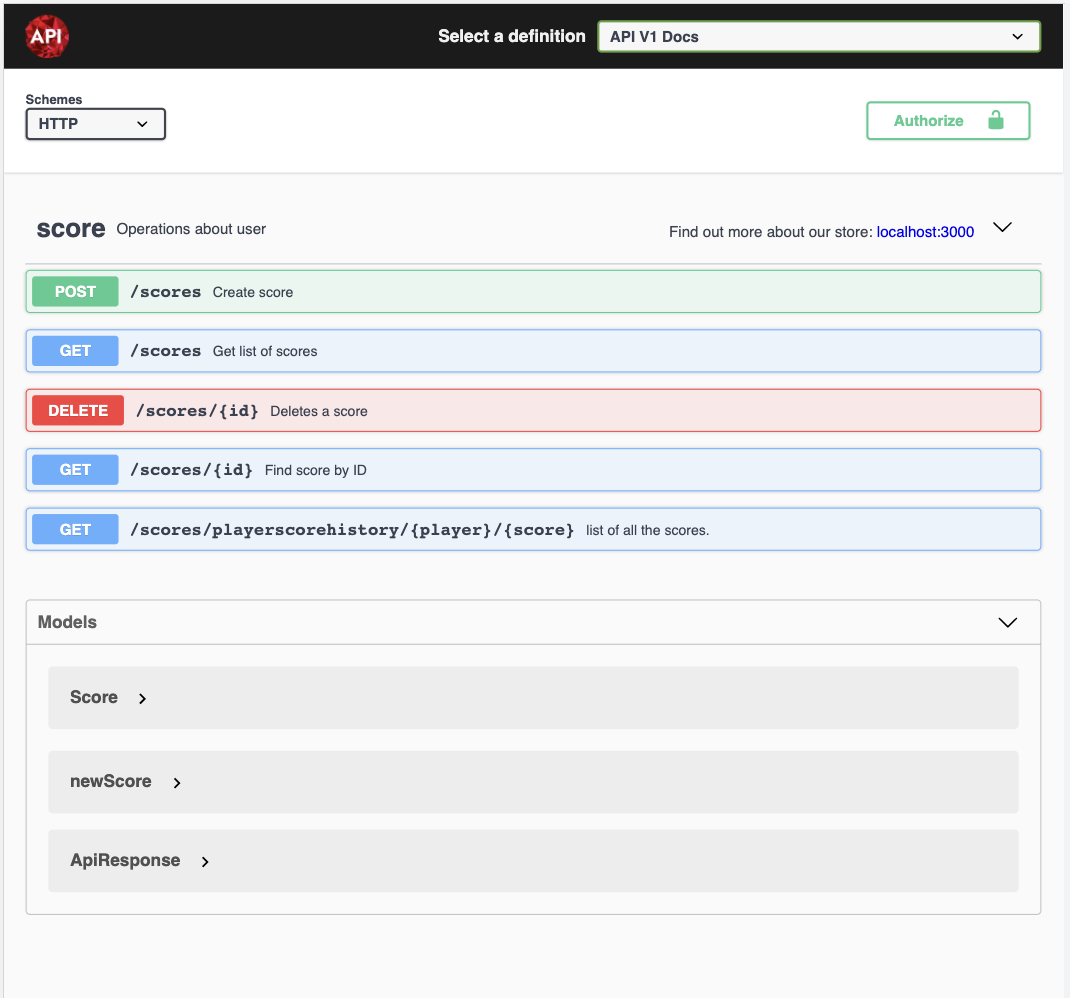 API
Select a definition
API V1 Docs
Schemes
HTTP
Authorize
score Operations about user
Find out more about our store: localhost:3000
POST /scores Create score
GET /scores Get list of scores
DELETE /scores/{id} Deletes a score
GET /scores/{id} Find score by ID
GET /scores/playerscorehistory/{player}/{score} list of all the scores.
Models
Score
newScore
ApiResponse